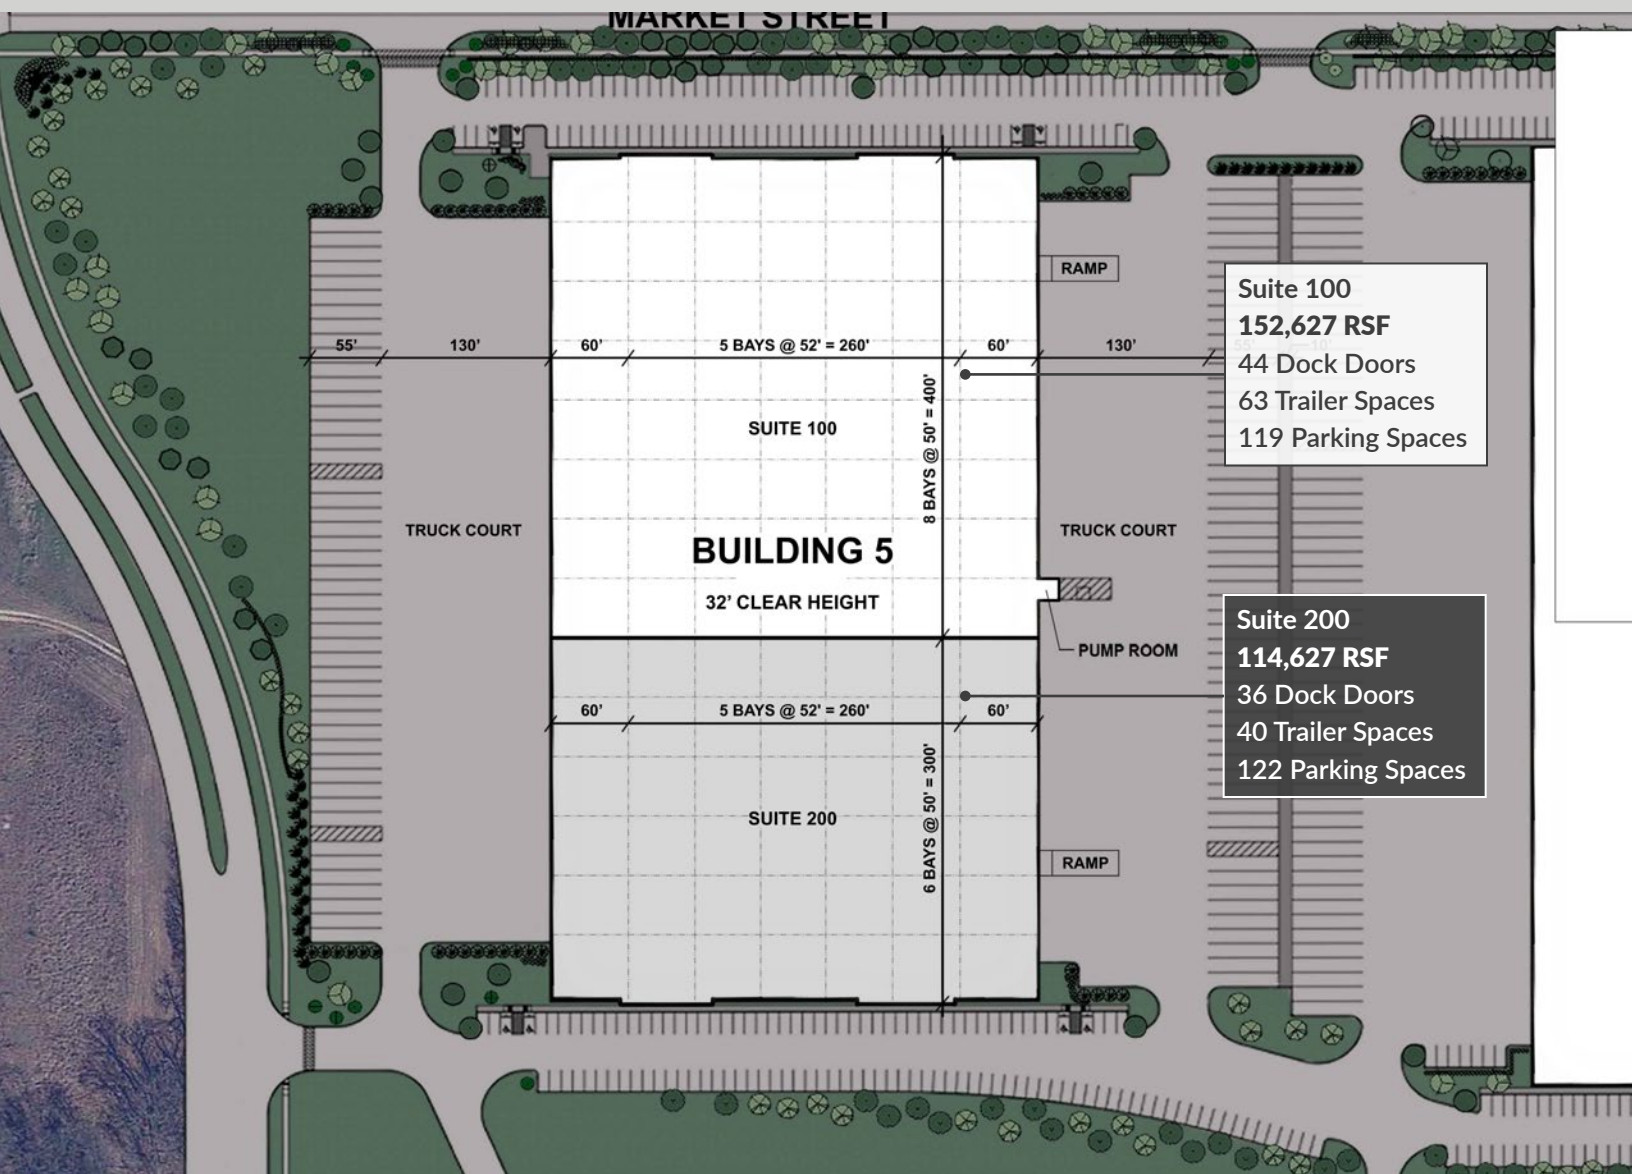 MARKET STREET
RAMP
Suite 100
152,627 RSF
44 Dock Doors
63 Trailer Spaces
119 Parking Spaces
55' 130' 60' 5 BAYS @ 52' = 260' 60' 130' 55' 10'
8 BAYS @ 50' = 400'
SUITE 100
TRUCK COURT
TRUCK COURT
BUILDING 5
32' CLEAR HEIGHT
PUMP ROOM
Suite 200
114,627 RSF
36 Dock Doors
40 Trailer Spaces
122 Parking Spaces
60' 5 BAYS @ 52' = 260' 60'
6 BAYS @ 50' = 300'
SUITE 200
RAMP